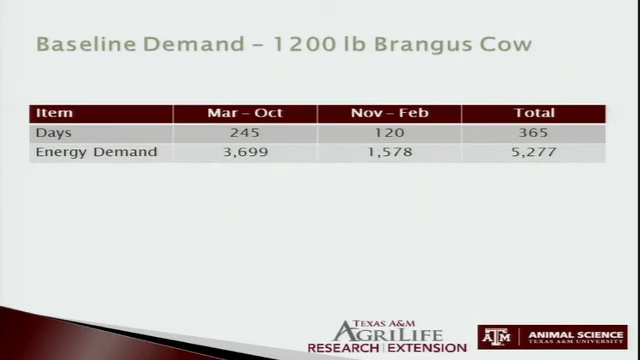 Baseline Demand – 1200 lb Brangus Cow
Item Mar – Oct Nov – Feb Total
Days 245 120 365
Energy Demand 3,699 1,578 5,277
TEXAS A&M
AGRILIFE
RESEARCH | EXTENSION
ATM ANIMAL SCIENCE
TEXAS A&M UNIVERSITY